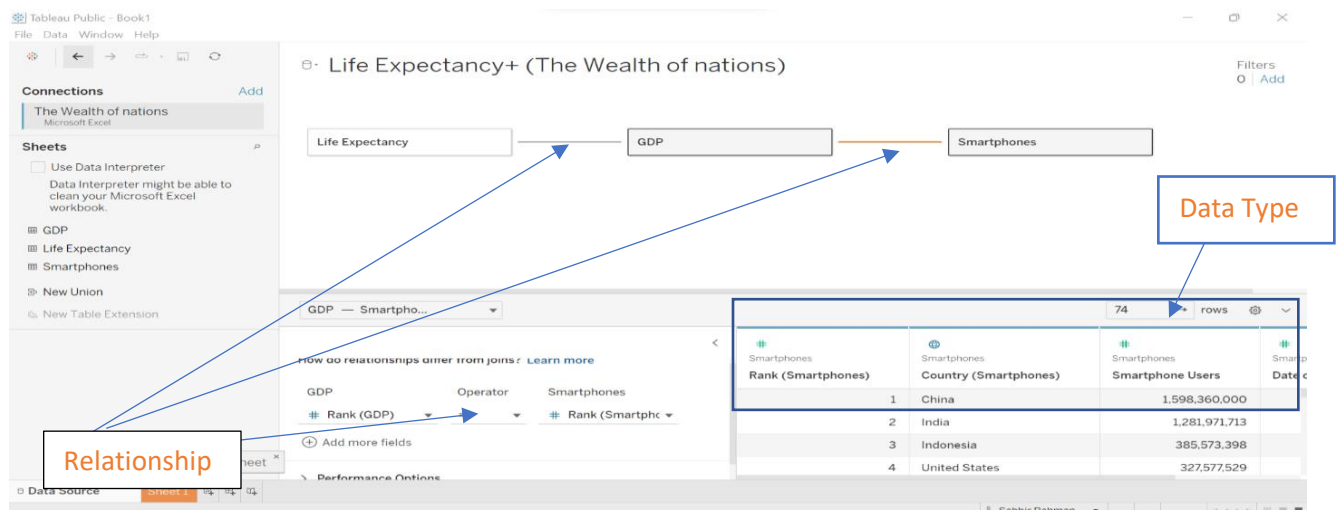 Tableau Public - Book1
File Data Window Help
Connections Add
The Wealth of nations
Microsoft Excel
Sheets
Use Data Interpreter
Data Interpreter might be able to
clean your Microsoft Excel
workbook.
GDP
Life Expectancy
Smartphones
New Union
New Table Extension
Life Expectancy+ (The Wealth of nations)
Filters
0 Add
Life Expectancy GDP Smartphones
Data Type
GDP — Smartpho...
74 rows
How do relationships differ from joins? Learn more
GDP Operator Smartphones
# Rank (GDP) # Rank (Smartphc
Add more fields
Performance Options
Smartphones Smartphones Smartphones Smartp
Rank (Smartphones) Country (Smartphones) Smartphone Users Date c
1 China 1,598,360,000
2 India 1,281,971,713
3 Indonesia 385,573,398
4 United States 327,577,529
Relationship
heet
Data Source Sheet 1